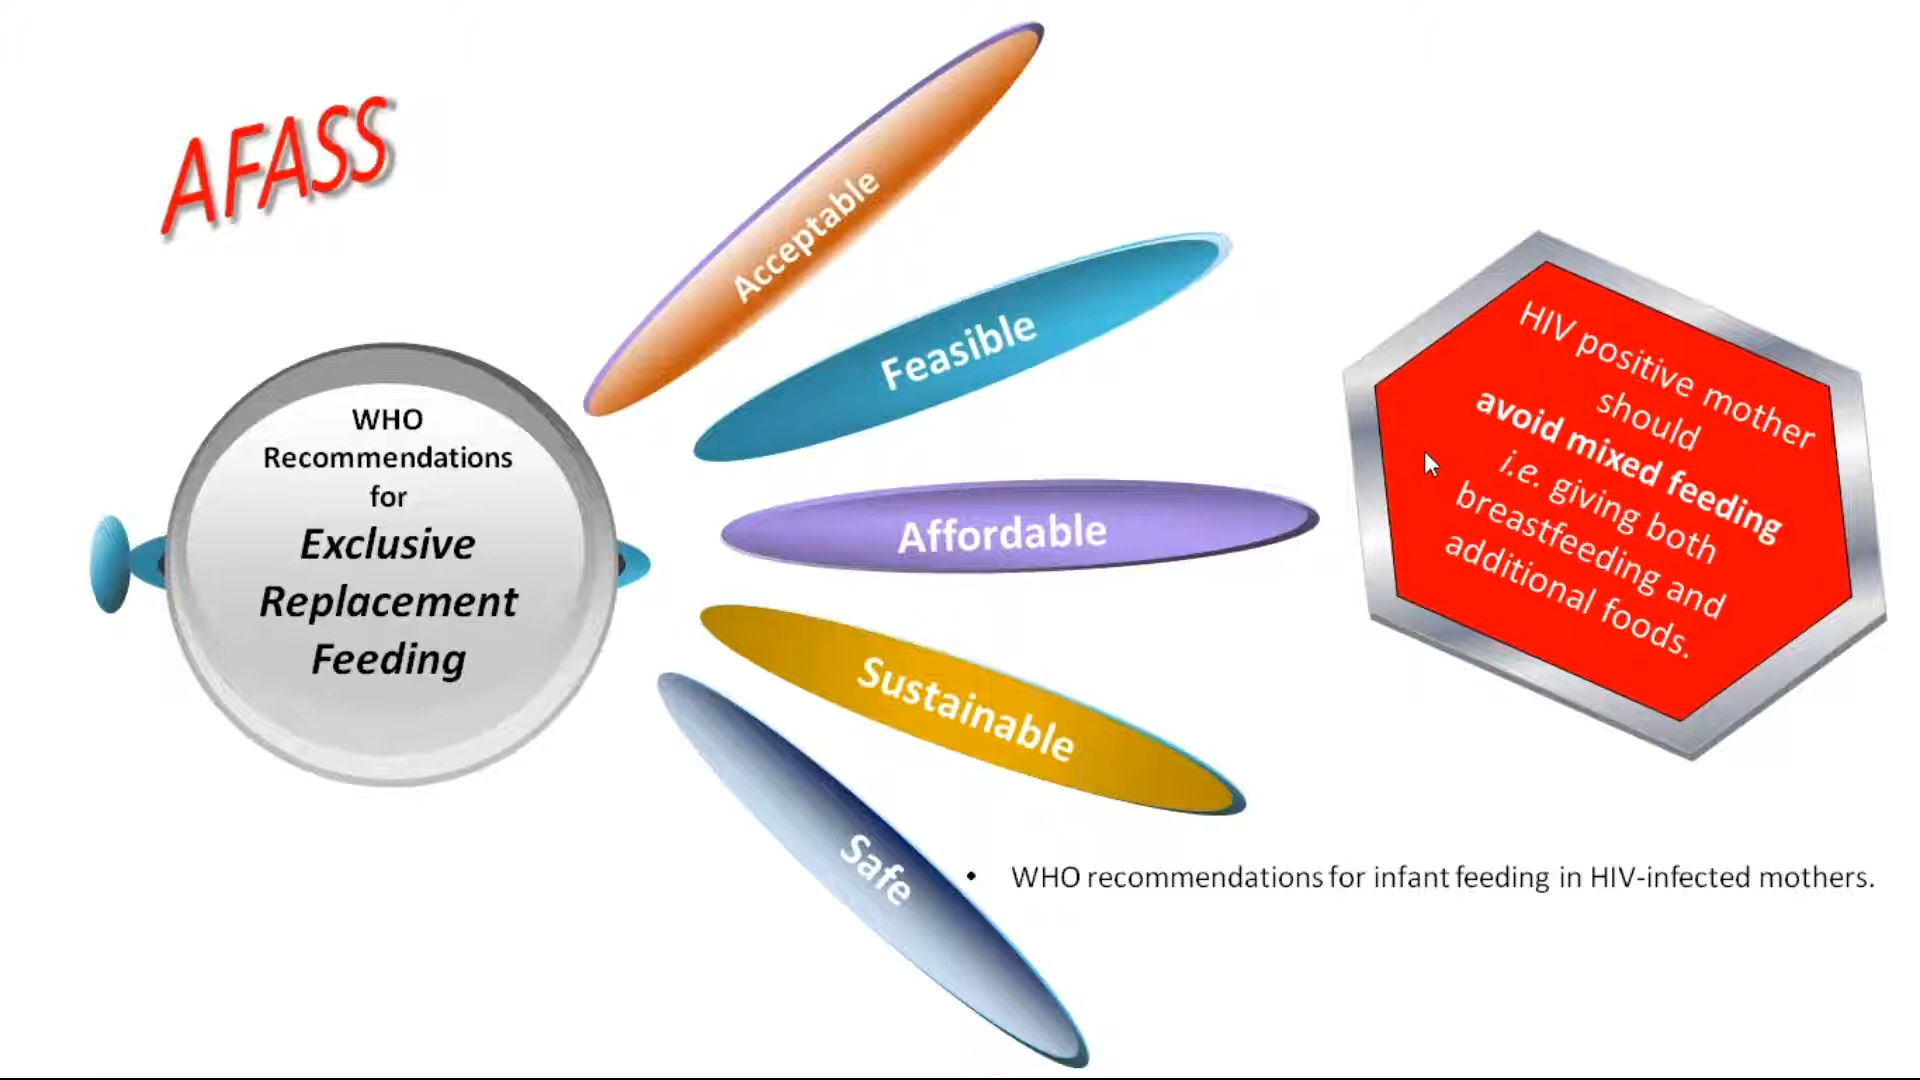 AFASS
WHO
Recommendations
for
Exclusive
Replacement
Feeding
Acceptable
Feasible
Affordable
Sustainable
Safe
HIV positive mother
should
avoid mixed feeding
i.e. giving both
breastfeeding and
additional foods.
• WHO recommendations for infant feeding in HIV-infected mothers.